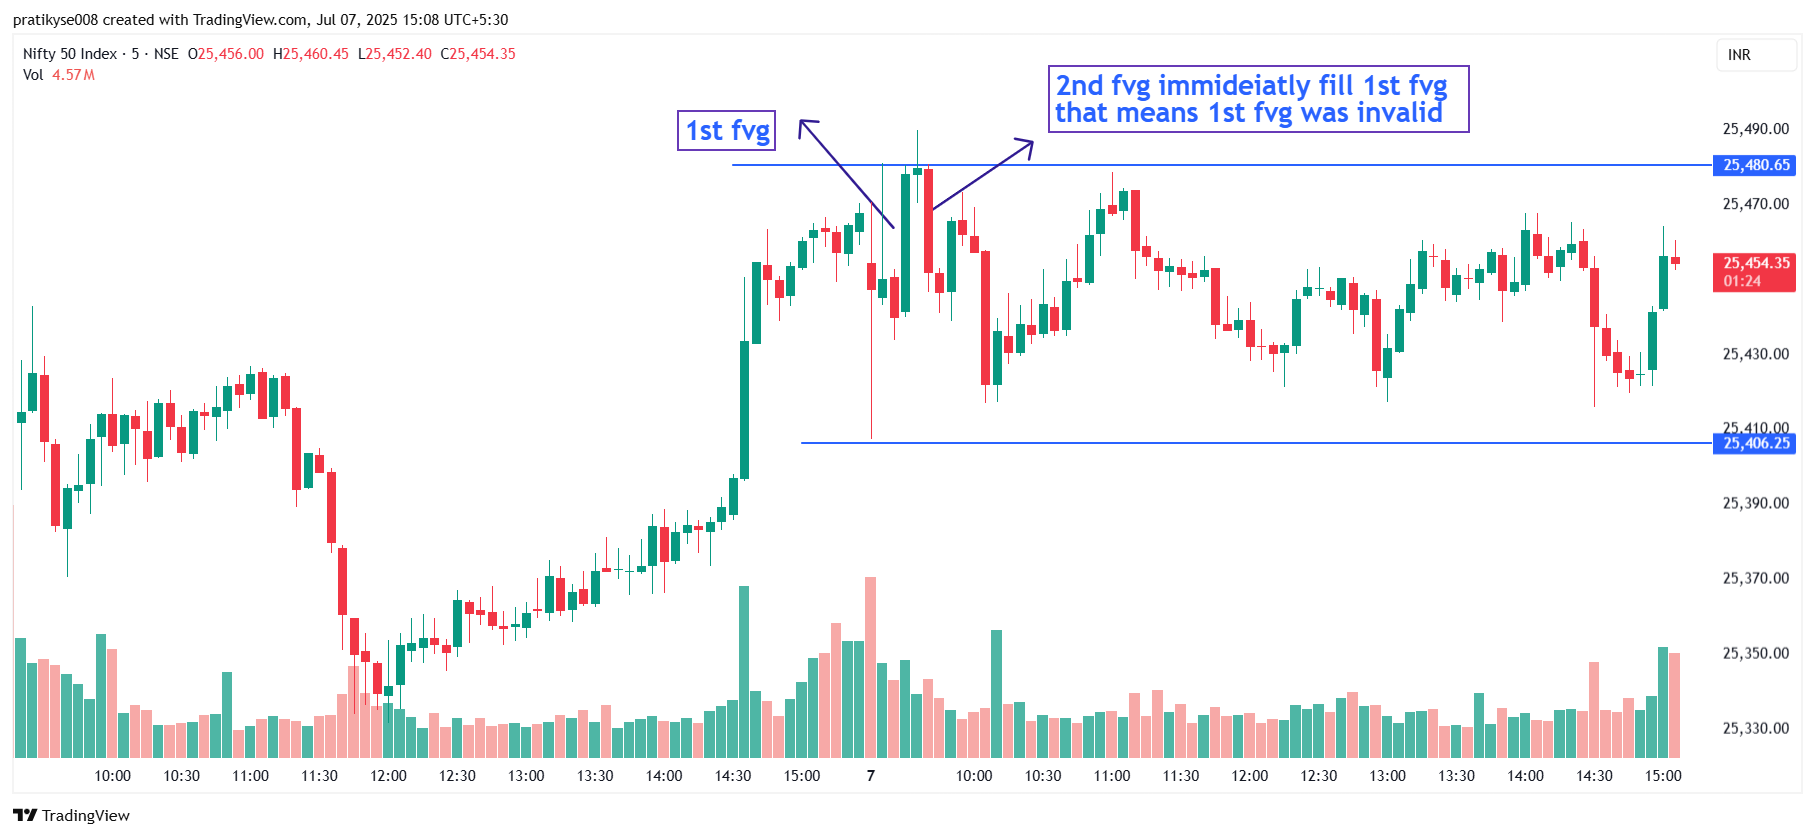 pratikyse008 created with TradingView.com, Jul 07, 2025 15:08 UTC+5:30
Nifty 50 Index · 5 · NSE O25,456.00 H25,460.45 L25,452.40 C25,454.35
INR
Vol 4.57 M
2nd fvg immideiatly fill 1st fvg
that means 1st fvg was invalid
1st fvg
25,490.00
25,480.65
25,470.00
25,454.35
01:24
25,430.00
25,410.00
25,406.25
25,390.00
25,370.00
25,350.00
25,330.00
10:00 10:30 11:00 11:30 12:00 12:30 13:00 13:30 14:00 14:30 15:00 7 10:00 10:30 11:00 11:30 12:00 12:30 13:00 13:30 14:00 14:30 15:00
TradingView